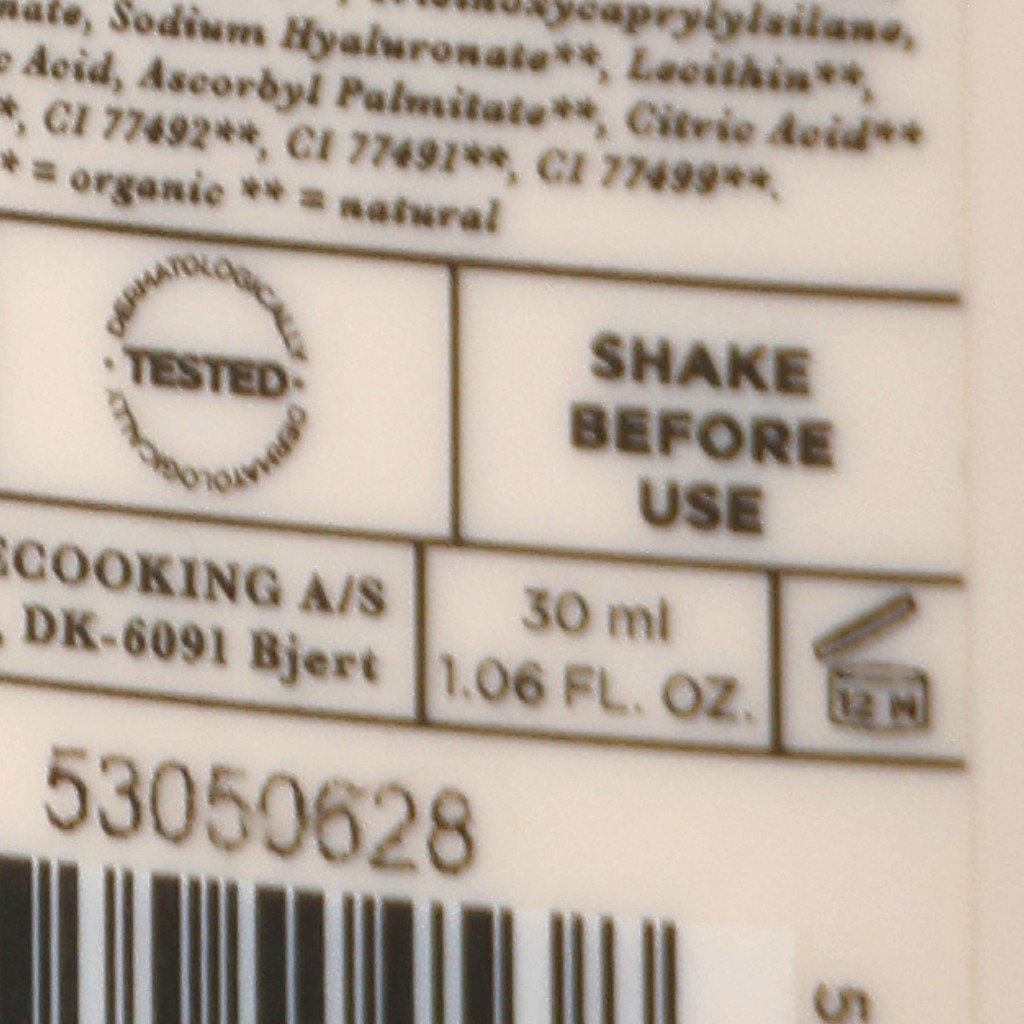 nate, Sodium Hyaluronate**, Lecithin**,
c Acid, Ascorbyl Palmitate**, Citric Acid**
*, CI 77492**, CI 77491**, CI 77499**.
* = organic ** = natural
DERMATOLOGICALLY
· TESTED ·
DERMATOLOGICALLY
SHAKE
BEFORE
USE
ECOOKING A/S
, DK-6091 Bjert
30 ml
1.06 FL. OZ.
12 M
53050628
5